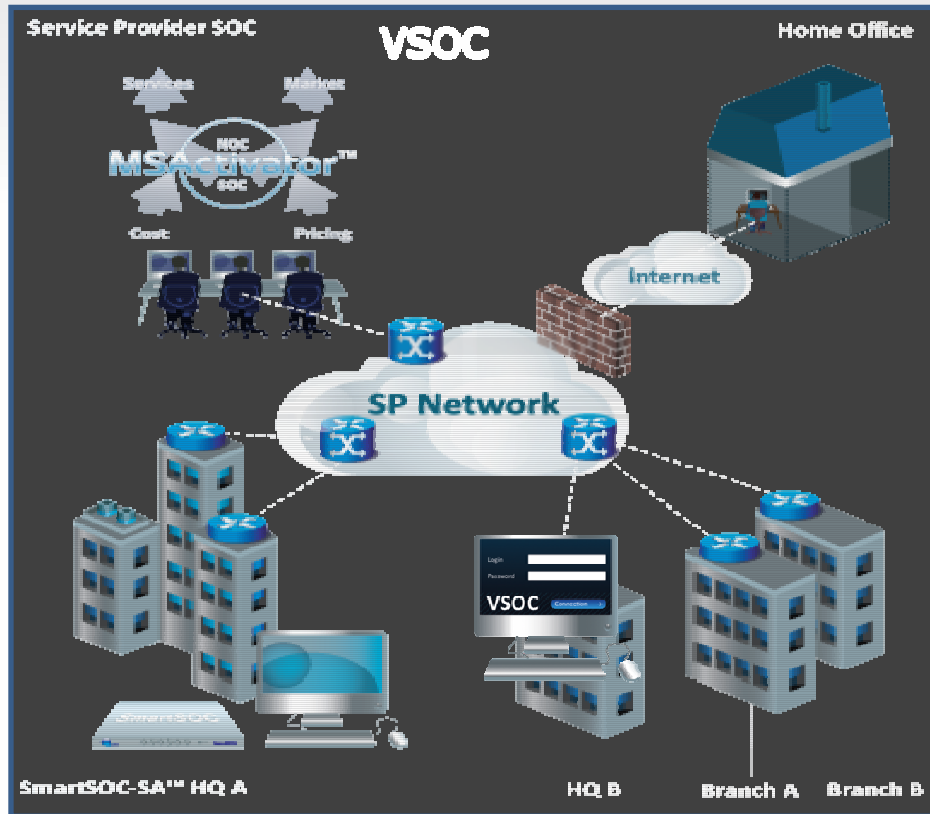 Service Provider SOC
VSOC
Home Office
Services
Market
NOC
MSActivator™
SOC
Cost
Pricing
Internet
SP Network
Login
Password
VSOC
Connection
SmartSOC
SmartSOC-SA™ HQ A
HQ B
Branch A
Branch B